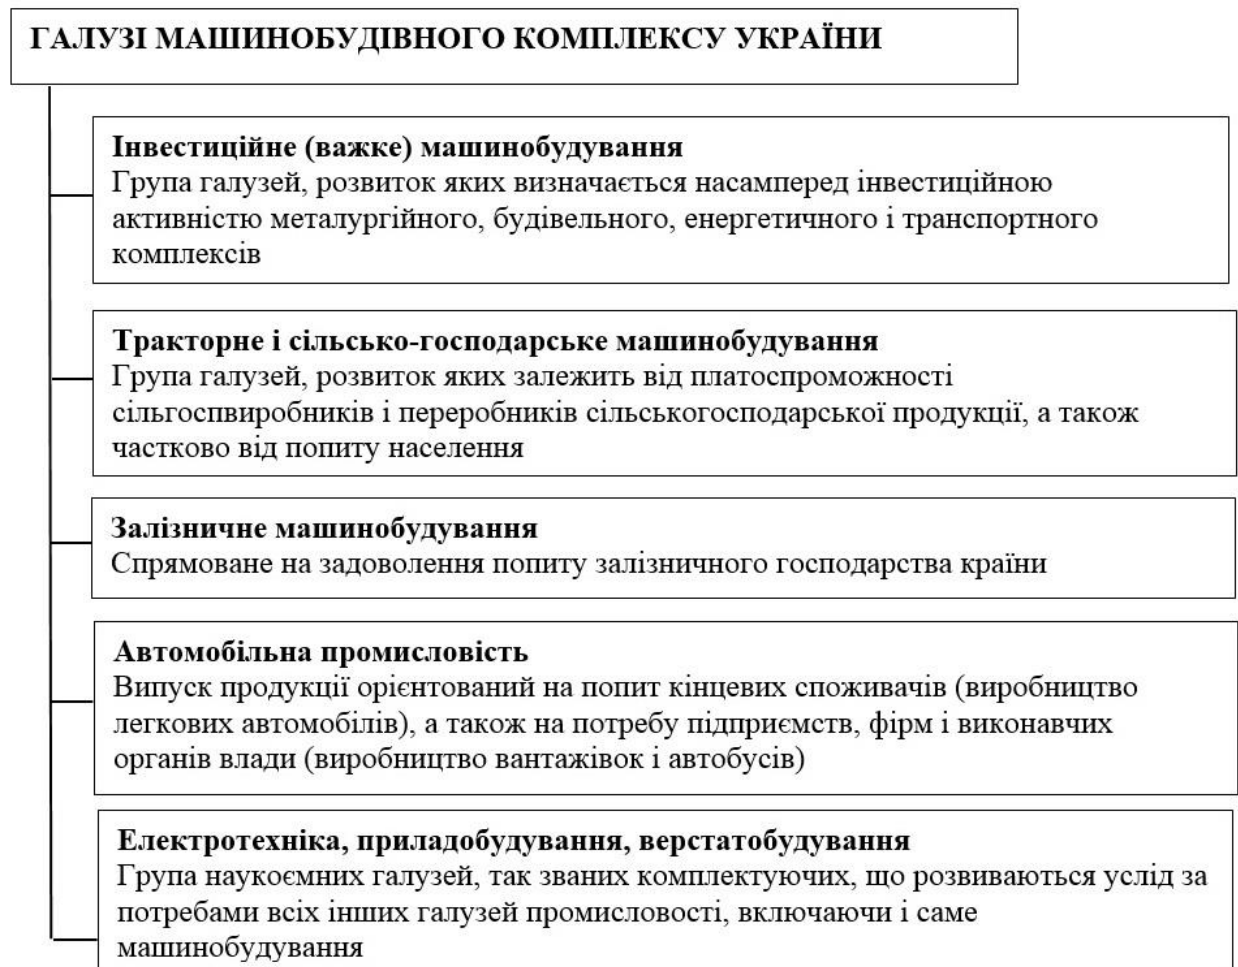 ГАЛУЗІ МАШИНОБУДІВНОГО КОМПЛЕКСУ УКРАЇНИ
Інвестиційне (важке) машинобудування
Група галузей, розвиток яких визначається насамперед інвестиційною
активністю металургійного, будівельного, енергетичного і транспортного
комплексів
Тракторне і сільсько-господарське машинобудування
Група галузей, розвиток яких залежить від платоспроможності
сільгоспвиробників і переробників сільськогосподарської продукції, а також
частково від попиту населення
Залізничне машинобудування
Спрямоване на задоволення попиту залізничного господарства країни
Автомобільна промисловість
Випуск продукції орієнтований на попит кінцевих споживачів (виробництво
легкових автомобілів), а також на потребу підприємств, фірм і виконавчих
органів влади (виробництво вантажівок і автобусів)
Електротехніка, приладобудування, верстатобудування
Група наукоємних галузей, так званих комплектуючих, що розвиваються услід за
потребами всіх інших галузей промисловості, включаючи і саме
машинобудування